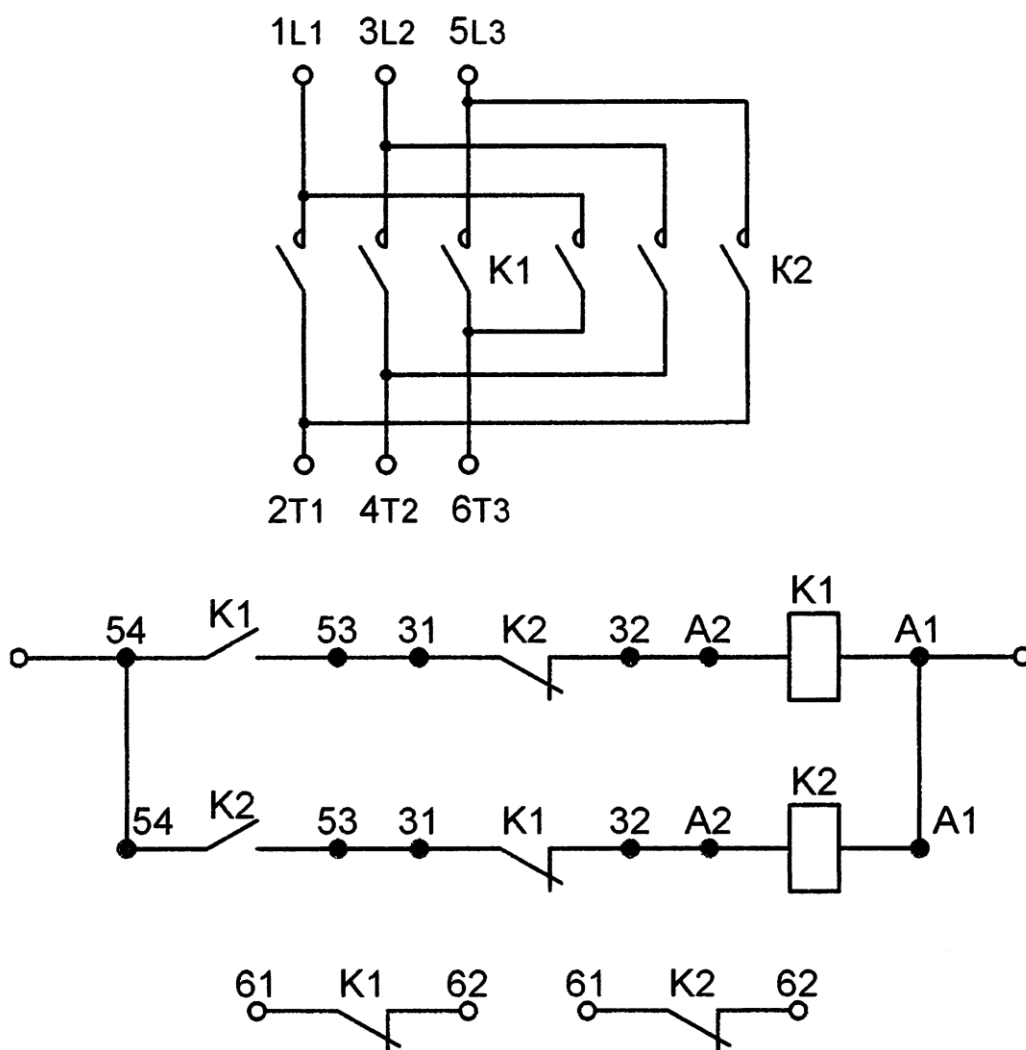 1L1 3L2 5L3
K1 K2
2T1 4T2 6T3
K1
54 K1 53 31 K2 32 A2 A1
K2
54 K2 53 31 K1 32 A2 A1
61 K1 62 61 K2 62